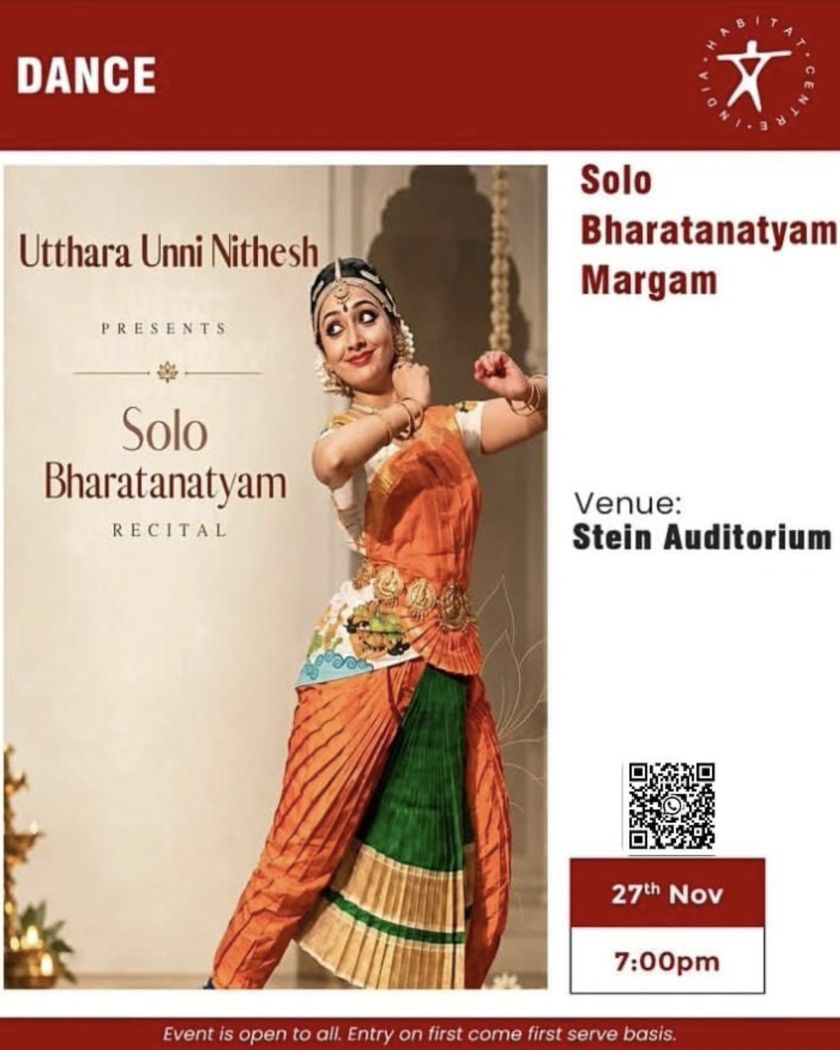 DANCE
INDIA · HABITAT · CENTRE
Utthara Unni Nithesh
PRESENTS
Solo
Bharatanatyam
RECITAL
Solo
Bharatanatyam
Margam
Venue:
Stein Auditorium
27th Nov
7:00pm
Event is open to all. Entry on first come first serve basis.